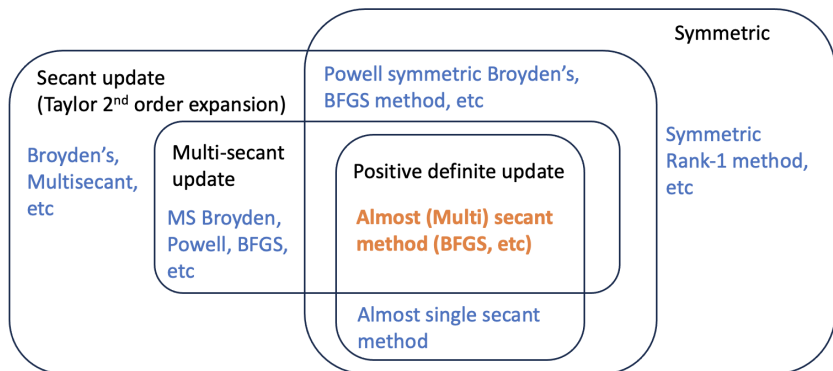 Symmetric
Secant update
(Taylor 2nd order expansion)
Powell symmetric Broyden's,
BFGS method, etc
Broyden's,
Multisecant,
etc
Multi-secant
update
MS Broyden,
Powell, BFGS,
etc
Positive definite update
Almost (Multi) secant
method (BFGS, etc)
Almost single secant
method
Symmetric
Rank-1 method,
etc